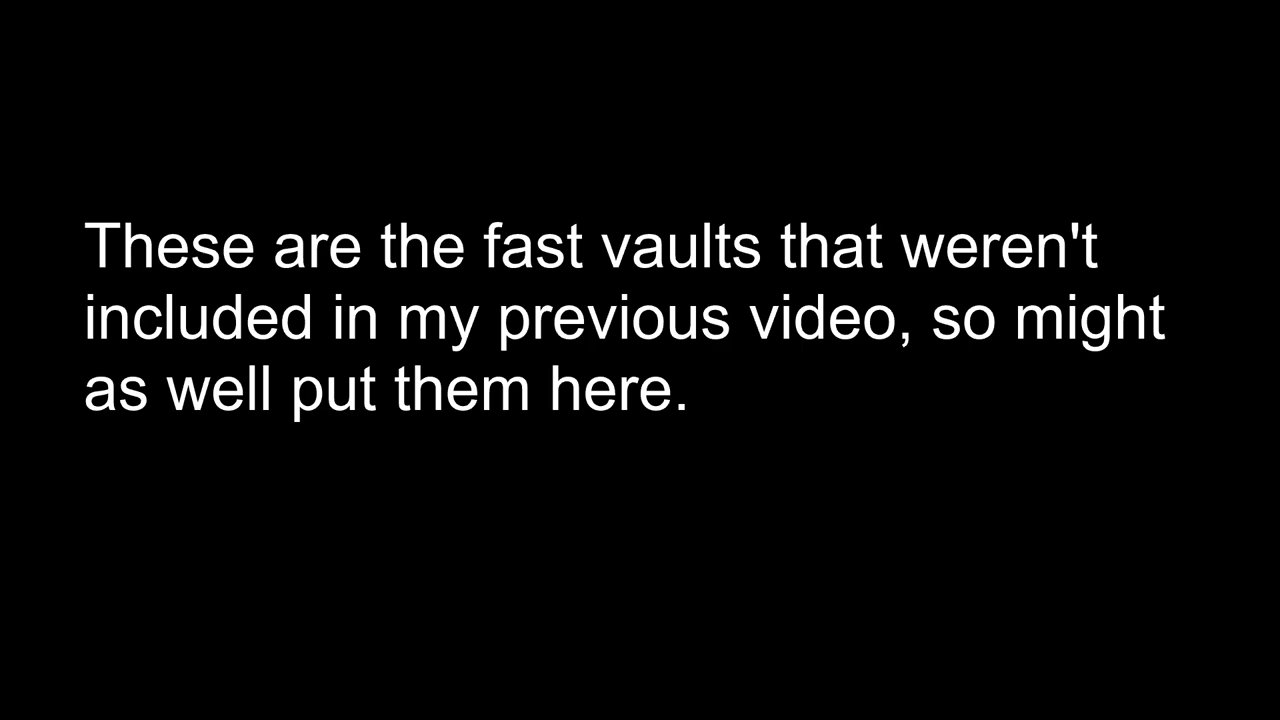 These are the fast vaults that weren't
included in my previous video, so might
as well put them here.